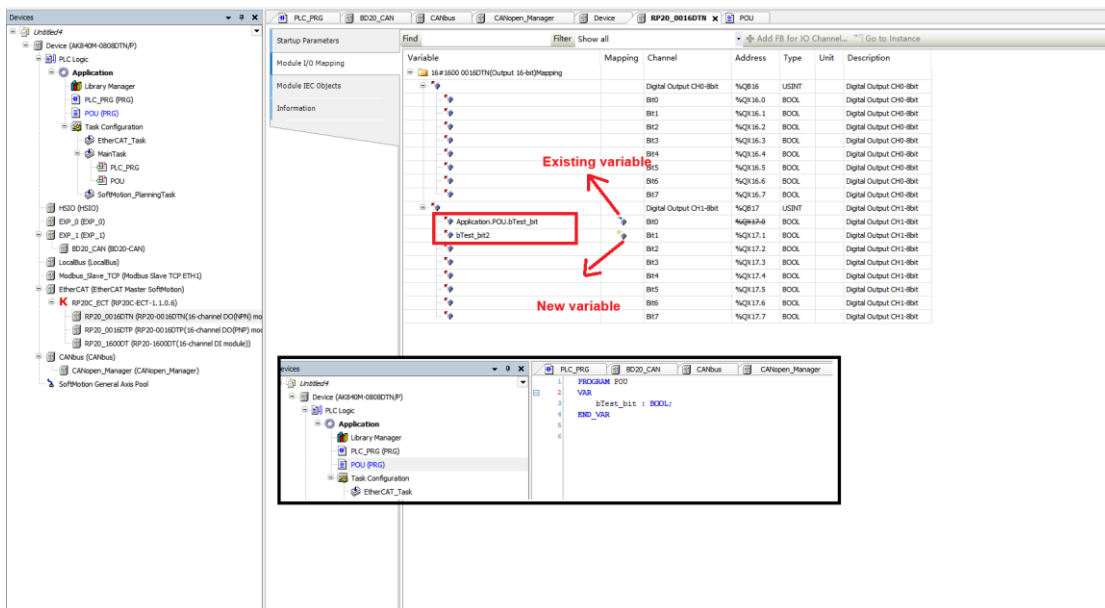 Devices
Untitled4
Device (AK840M-0808DTN/P)
PLC Logic
Application
Library Manager
PLC_PRG (PRG)
POU (PRG)
Task Configuration
EtherCAT_Task
MainTask
PLC_PRG
POU
SoftMotion_PlanningTask
HSIO (HSIO)
EXP_0 (EXP_0)
EXP_1 (EXP_1)
BD20_CAN (BD20-CAN)
LocalBus (LocalBus)
Modbus_Slave_TCP (Modbus Slave TCP ETH1)
EtherCAT (EtherCAT Master SoftMotion)
K RP20C_ECT (RP20C-ECT-1.1.0.6)
RP20_0016DTN (RP20-0016DTN(16-channel DO(NPN) mo
RP20_0016DTP (RP20-0016DTP(16-channel DO(PNP) mo
RP20_1600DT (RP20-1600DT(16-channel DI module))
CANbus (CANbus)
CANopen_Manager (CANopen_Manager)
SoftMotion General Axis Pool
PLC_PRG BD20_CAN CANbus CANopen_Manager Device RP20_0016DTN POU
Startup Parameters
Module I/O Mapping
Module IEC Objects
Information
Find Filter Show all Add FB for IO Channel... Go to Instance
Variable Mapping Channel Address Type Unit Description
16#1600 0016DTN(Output 16-bit)Mapping
Digital Output CH0-8bit %QB16 USINT Digital Output CH0-8bit
Bit0 %QX16.0 BOOL Digital Output CH0-8bit
Bit1 %QX16.1 BOOL Digital Output CH0-8bit
Bit2 %QX16.2 BOOL Digital Output CH0-8bit
Bit3 %QX16.3 BOOL Digital Output CH0-8bit
Bit4 %QX16.4 BOOL Digital Output CH0-8bit
Existing variable
Bit5 %QX16.5 BOOL Digital Output CH0-8bit
Bit6 %QX16.6 BOOL Digital Output CH0-8bit
Bit7 %QX16.7 BOOL Digital Output CH0-8bit
Digital Output CH1-8bit %QB17 USINT Digital Output CH1-8bit
Application.POU.bTest_bit Bit0 %QX17.0 BOOL Digital Output CH1-8bit
bTest_bit2 Bit1 %QX17.1 BOOL Digital Output CH1-8bit
Bit2 %QX17.2 BOOL Digital Output CH1-8bit
Bit3 %QX17.3 BOOL Digital Output CH1-8bit
Bit4 %QX17.4 BOOL Digital Output CH1-8bit
Bit5 %QX17.5 BOOL Digital Output CH1-8bit
New variable
Bit6 %QX17.6 BOOL Digital Output CH1-8bit
Bit7 %QX17.7 BOOL Digital Output CH1-8bit
evices
Untitled4
Device (AK840M-0808DTN/P)
PLC Logic
Application
Library Manager
PLC_PRG (PRG)
POU (PRG)
Task Configuration
EtherCAT_Task
PLC_PRG BD20_CAN CANbus CANopen_Manager
1 PROGRAM POU
2 VAR
3 bTest_bit : BOOL;
4 END_VAR
5
6